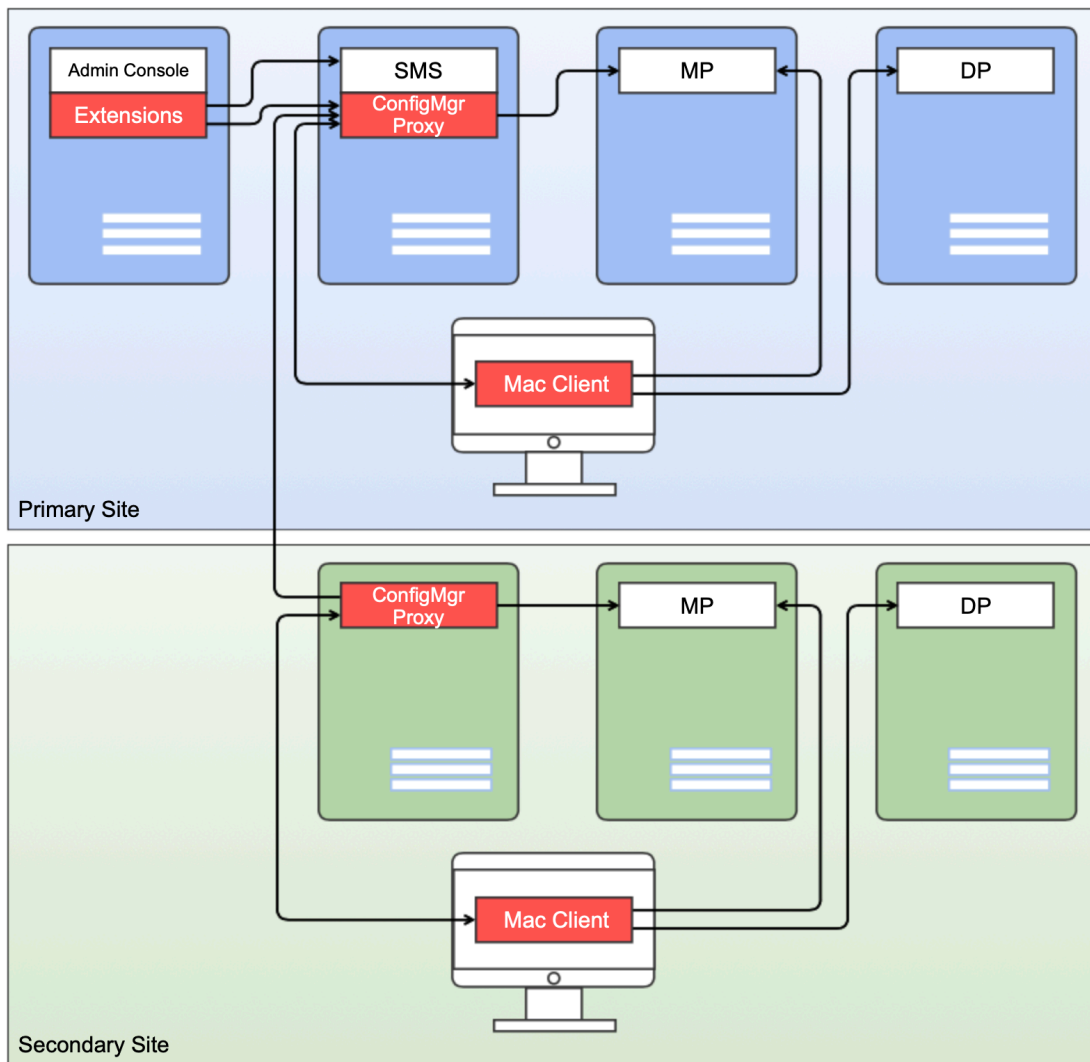 Admin Console
Extensions
SMS
ConfigMgr
Proxy
MP
DP
Mac Client
Primary Site
ConfigMgr
Proxy
MP
DP
Mac Client
Secondary Site